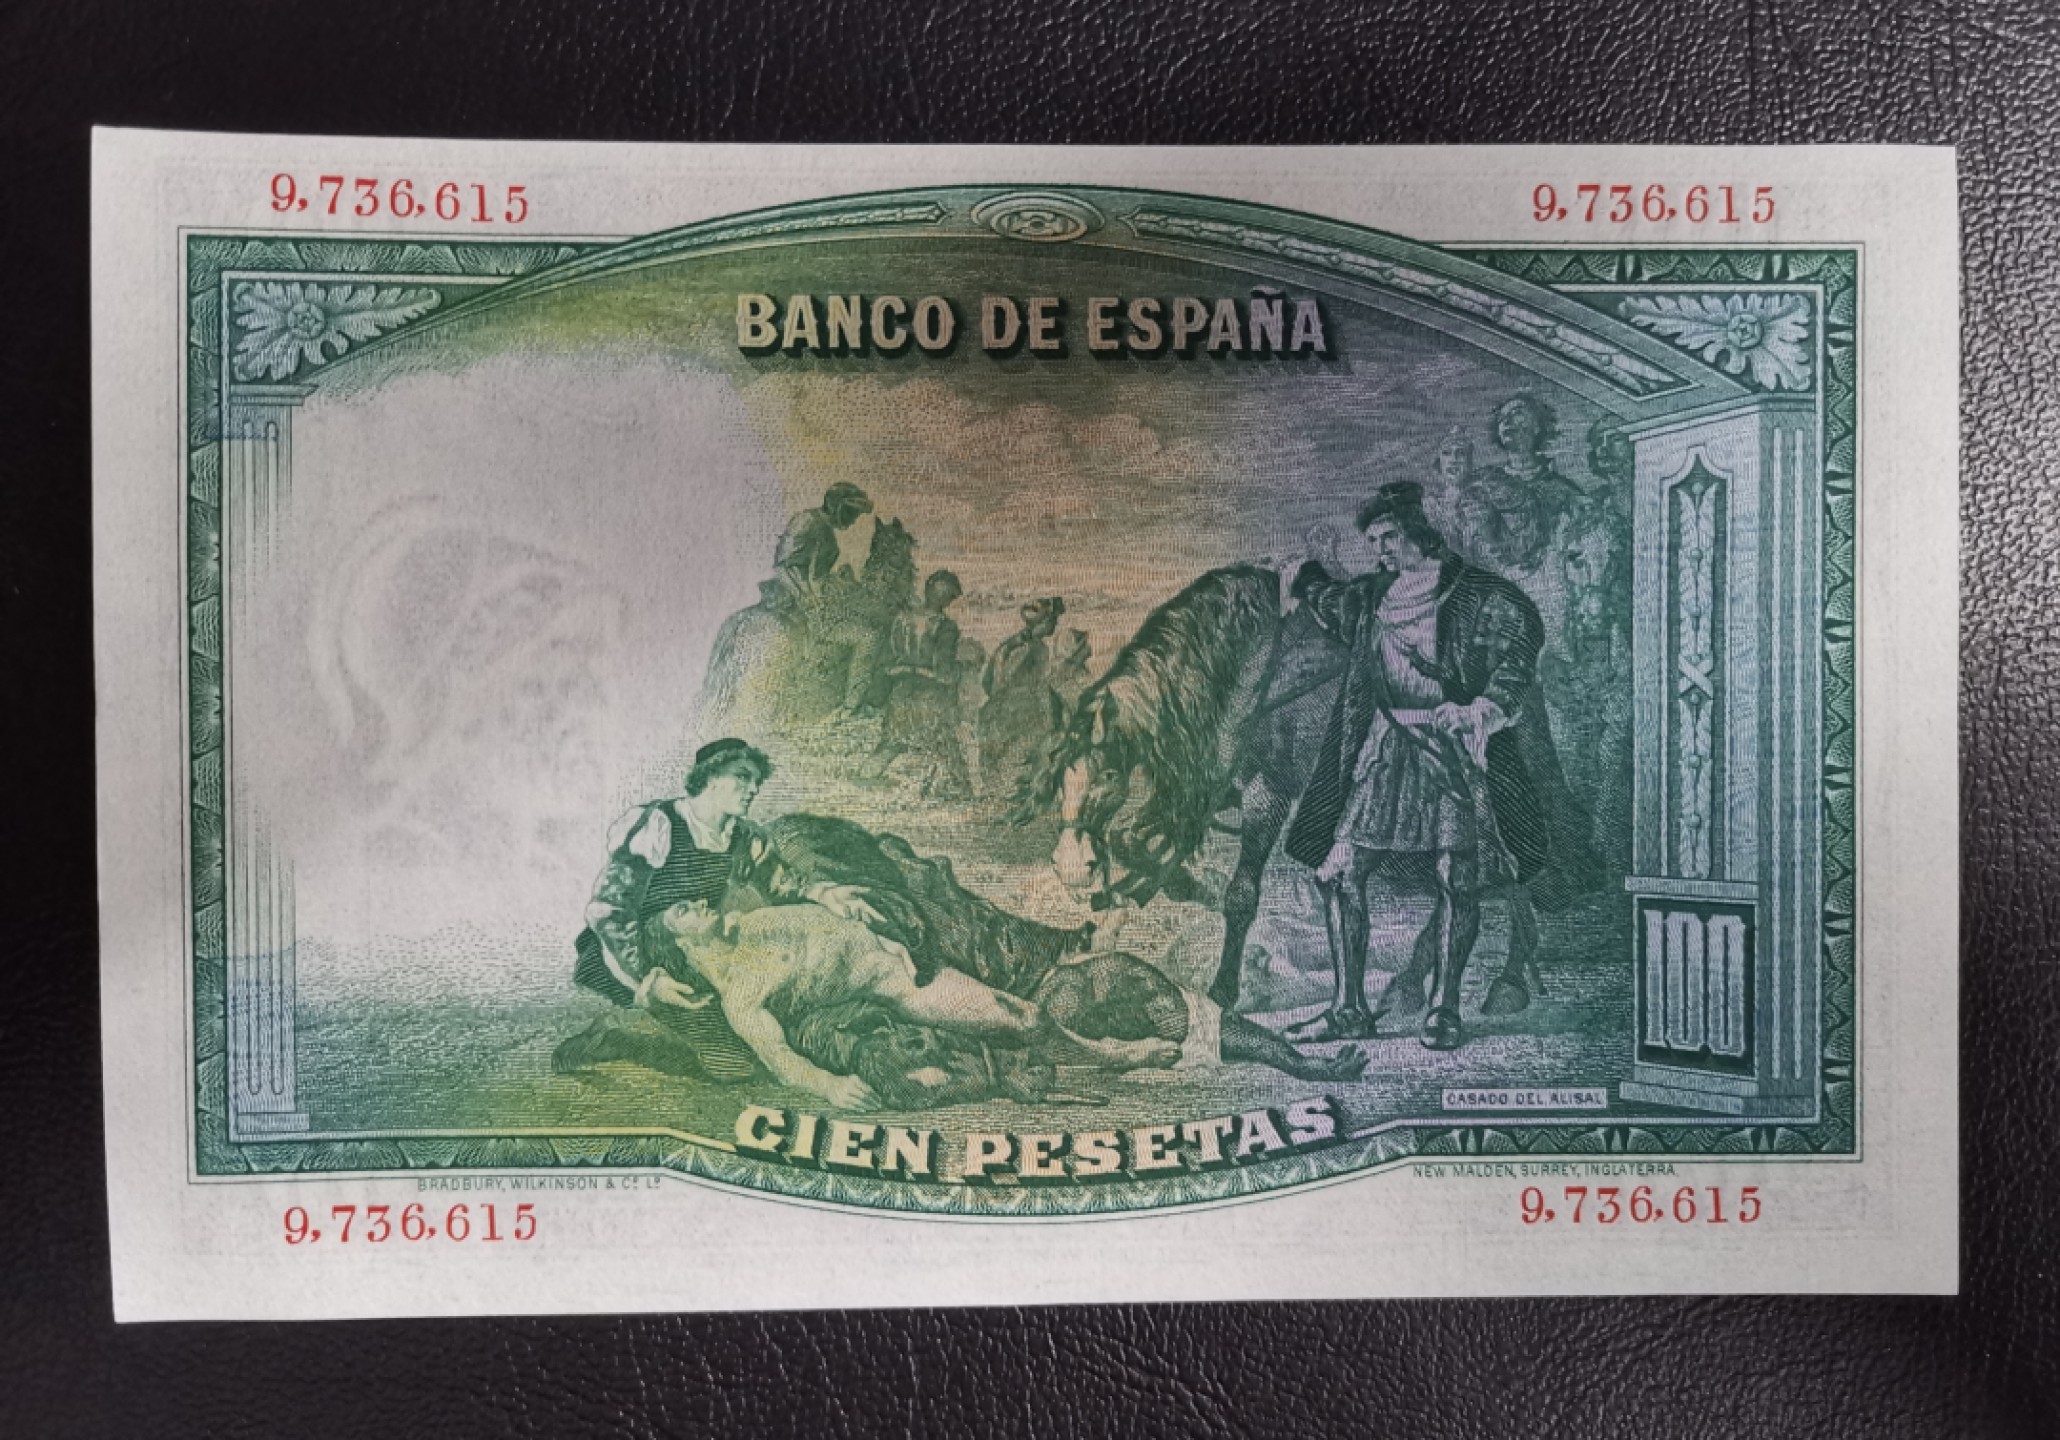 9,736,615 9,736,615
BANCO DE ESPAÑA
100
CASADO DEL ALISAL
CIEN PESETAS
BRADBURY, WILKINSON & Cº Lº NEW MALDEN, SURREY, INGLATERRA.
9,736,615 9,736,615